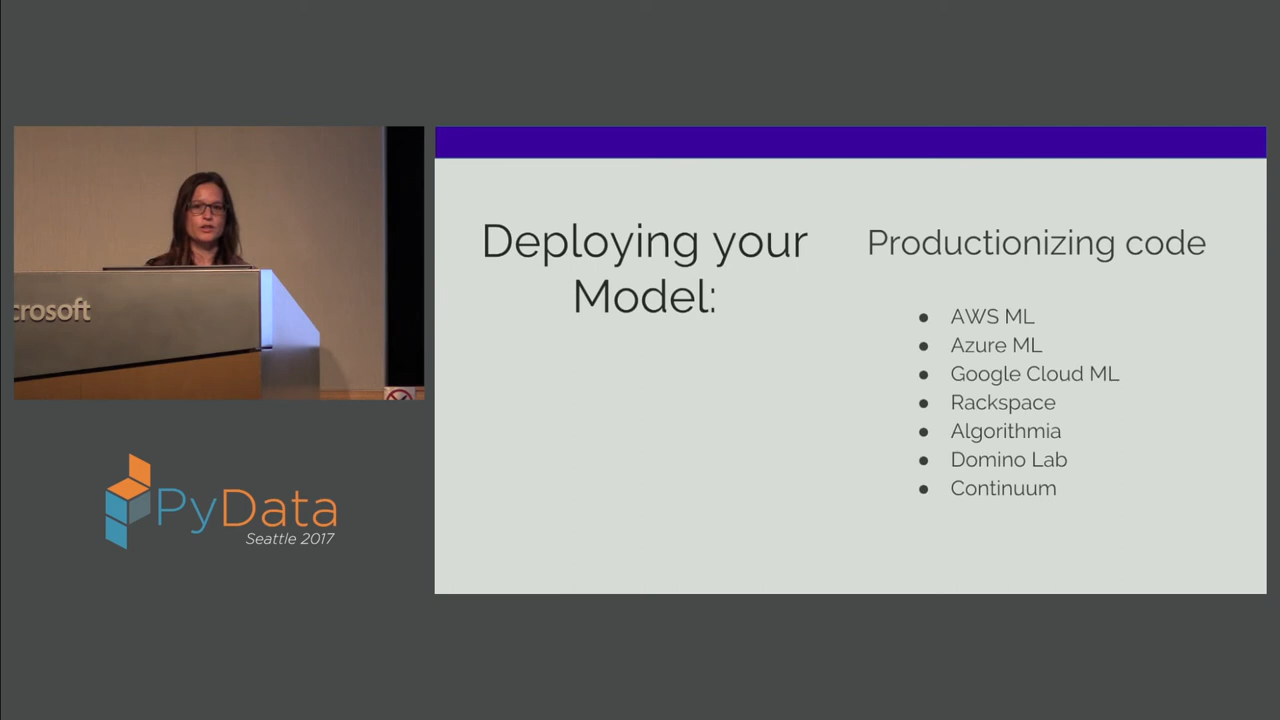 crosoft
PyData
Seattle 2017
Deploying your
Model:
Productionizing code
● AWS ML
● Azure ML
● Google Cloud ML
● Rackspace
● Algorithmia
● Domino Lab
● Continuum